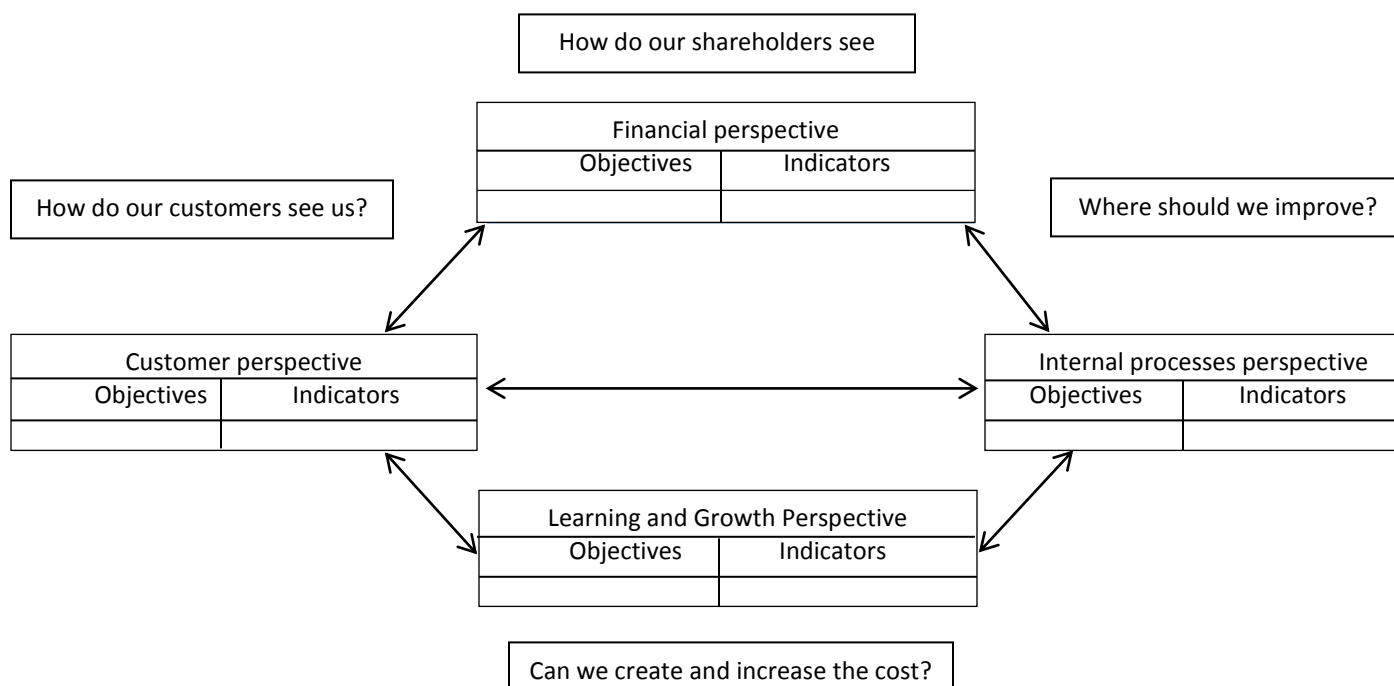 How do our shareholders see
Financial perspective
Objectives Indicators
How do our customers see us?
Where should we improve?
Customer perspective
Objectives Indicators
Internal processes perspective
Objectives Indicators
Learning and Growth Perspective
Objectives Indicators
Can we create and increase the cost?